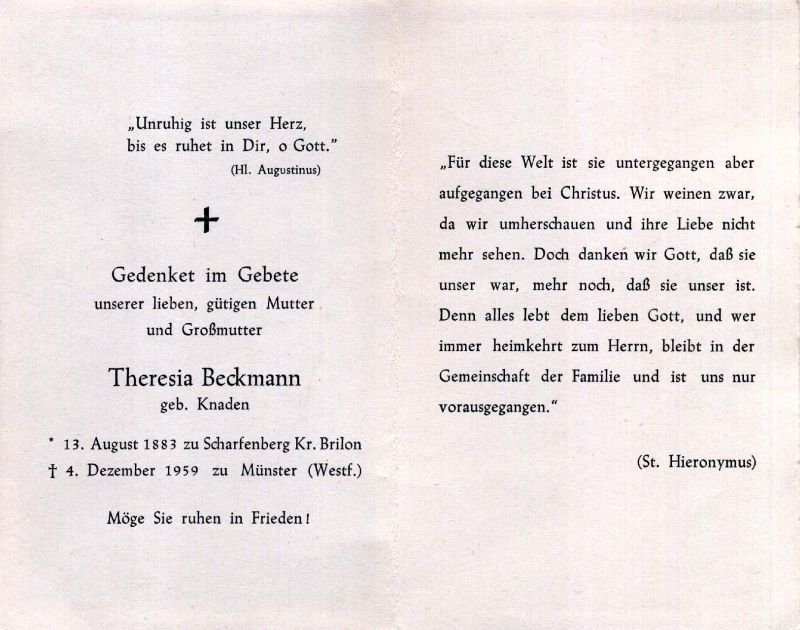 „Unruhig ist unser Herz,
bis es ruhet in Dir, o Gott.”
(Hl. Augustinus)
Gedenket im Gebete
unserer lieben, gütigen Mutter
und Großmutter
Theresia Beckmann
geb. Knaden
* 13. August 1883 zu Scharfenberg Kr. Brilon
† 4. Dezember 1959 zu Münster (Westf.)
Möge Sie ruhen in Frieden!
„Für diese Welt ist sie untergegangen aber
aufgegangen bei Christus. Wir weinen zwar,
da wir umherschauen und ihre Liebe nicht
mehr sehen. Doch danken wir Gott, daß sie
unser war, mehr noch, daß sie unser ist.
Denn alles lebt dem lieben Gott, und wer
immer heimkehrt zum Herrn, bleibt in der
Gemeinschaft der Familie und ist uns nur
vorausgegangen.“
(St. Hieronymus)